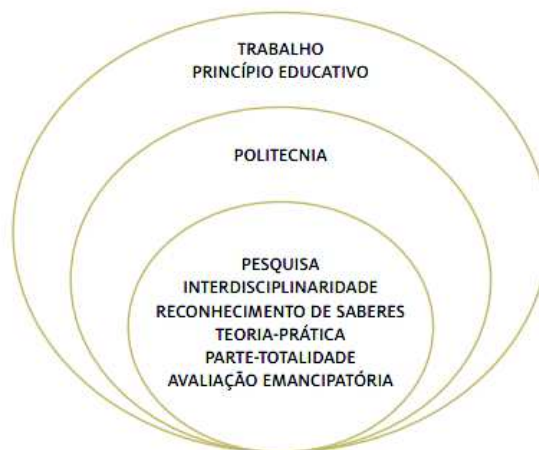 TRABALHO
PRINCÍPIO EDUCATIVO
POLITECNIA
PESQUISA
INTERDISCIPLINARIDADE
RECONHECIMENTO DE SABERES
TEORIA-PRÁTICA
PARTE-TOTALIDADE
AVALIAÇÃO EMANCIPATÓRIA